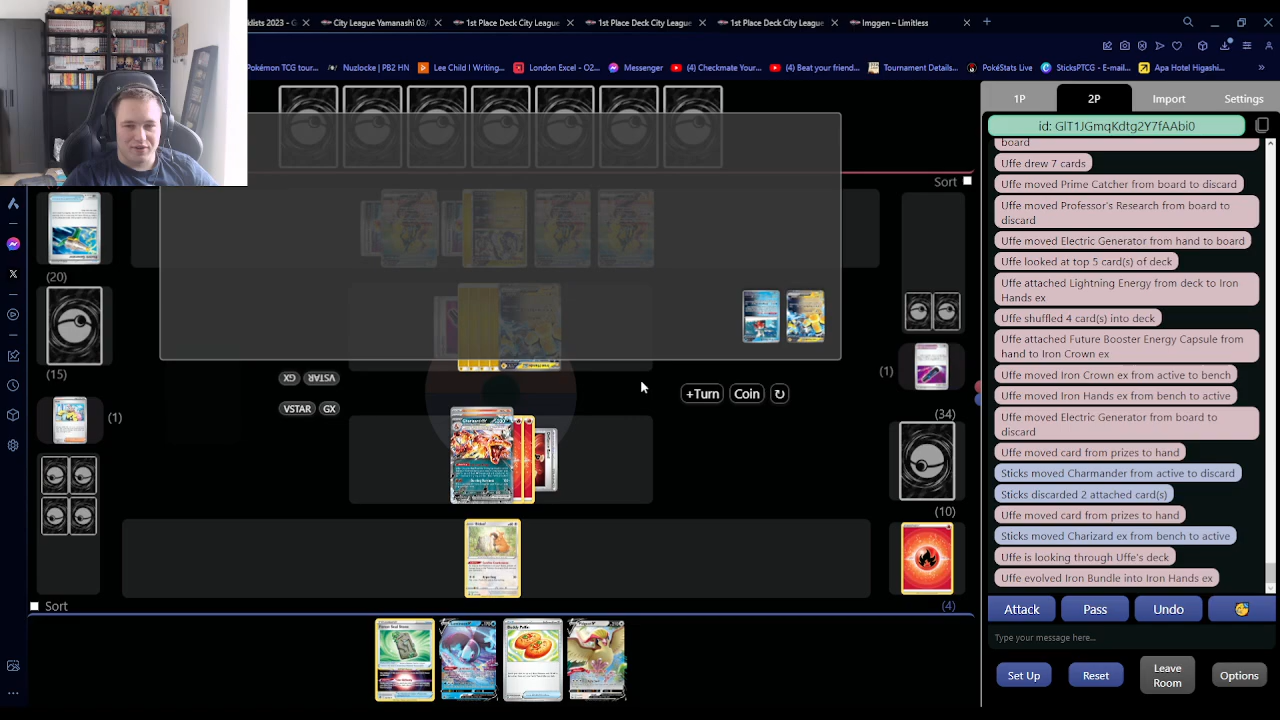 klists 2023 - G
City League Yamanashi 03/
1st Place Deck City League
1st Place Deck City League
1st Place Deck City League
Imggen – Limitless
Pokémon TCG tour...
Nuzlocke | PB2 HN
Lee Child | Writing...
London Excel - O2...
Messenger
(4) Checkmate Your...
(4) Beat your friend...
Tournament Details...
PokéStats Live
SticksPTCG - E...
Apa Hotel Higashi...
1P
2P
Import
Settings
board
Uffe drew 7 cards
Uffe moved Prime Catcher from board to discard
Uffe moved Professor's Research from board to
discard
Uffe moved Electric Generator from hand to board
Uffe looked at top 5 card(s) of deck
Uffe attached Lightning Energy from deck to Iron
Hands ex
Uffe shuffled 4 card(s) into deck
Uffe attached Future Booster Energy Capsule from
hand to Iron Crown ex
Uffe moved Iron Crown ex from active to bench
Uffe moved Iron Hands ex from bench to active
Uffe moved Electric Generator from board to
discard
Uffe moved card from prizes to hand
Stats moved Charmander from active to discard
Stats discarded 2 attached card(s)
Uffe moved card from prizes to hand
Stats moved Charizard ex from bench to active
Uffe is looking through Uffe's deck
Uffe moved Iron Bundle to Iron Hands ex
Sort
(20)
(15)
(1)
(1)
(34)
(10)
(4)
GX
VSTAR
VSTAR
GX
+Turn
Coin
↻
Sort
Attack
Pass
Undo
Type your message here...
Set Up
Reset
Leave
Room
Options